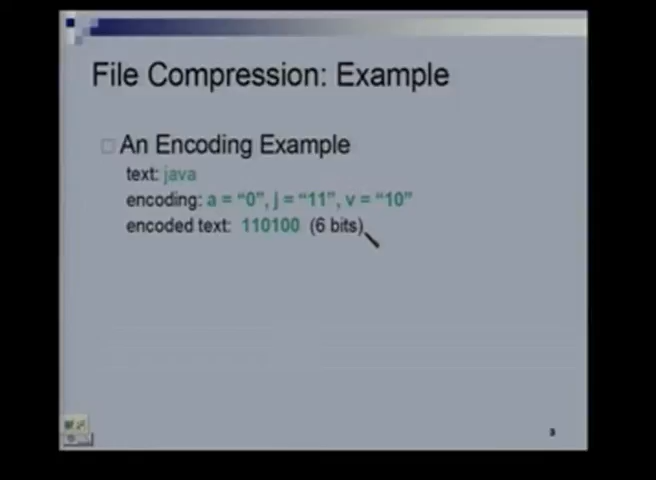 File Compression: Example
An Encoding Example
text: java
encoding: a = “0”, j = “11”, v = “10”
encoded text: 110100 (6 bits)
3